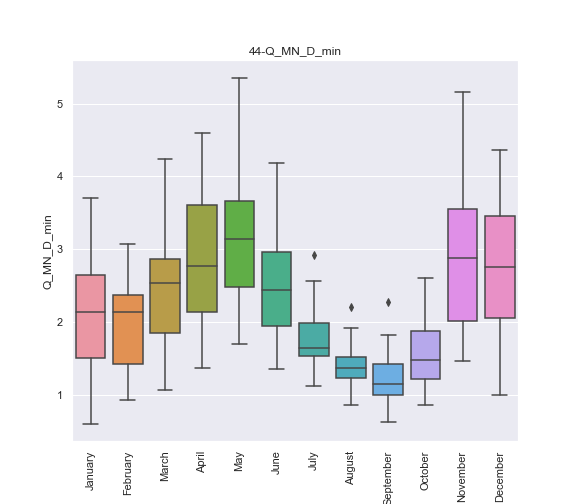 44-Q_MN_D_min
Q_MN_D_min
5
4
3
2
1
January
February
March
April
May
June
July
August
September
October
November
December